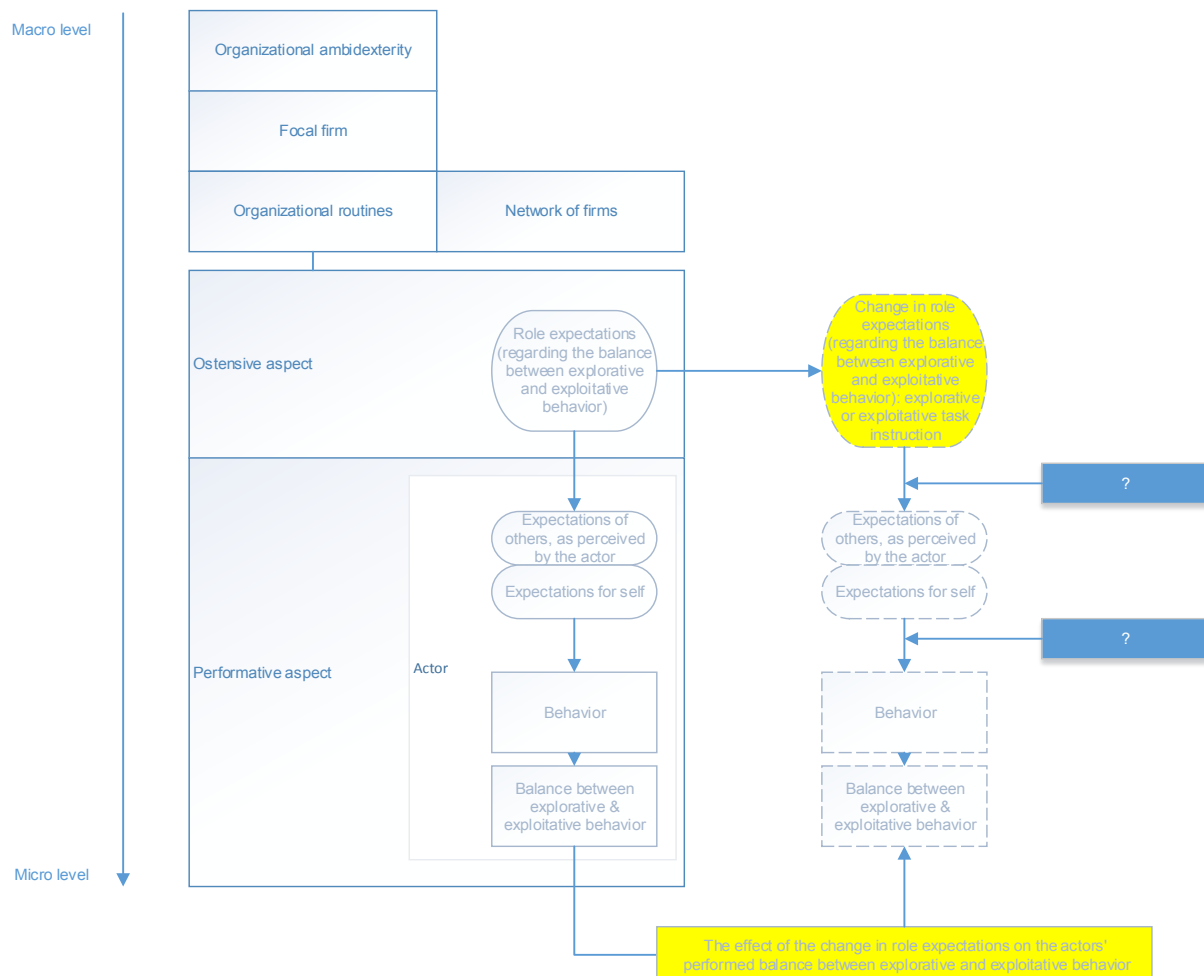 Macro level
Organizational ambidexterity
Focal firm
Organizational routines
Network of firms
Ostensive aspect
Role expectations
(regarding the balance
between explorative
and exploitative
behavior)
Change in role
expectations
(regarding the balance
between explorative
and exploitative
behavior): explorative
or exploitative task
instruction
?
Performative aspect
Actor
Expectations of
others, as perceived
by the actor
Expectations for self
Expectations of
others, as perceived
by the actor
Expectations for self
?
Behavior
Behavior
Balance between
explorative &
exploitative behavior
Balance between
explorative &
exploitative behavior
Micro level
The effect of the change in role expectations on the actors'
performed balance between explorative and exploitative behavior